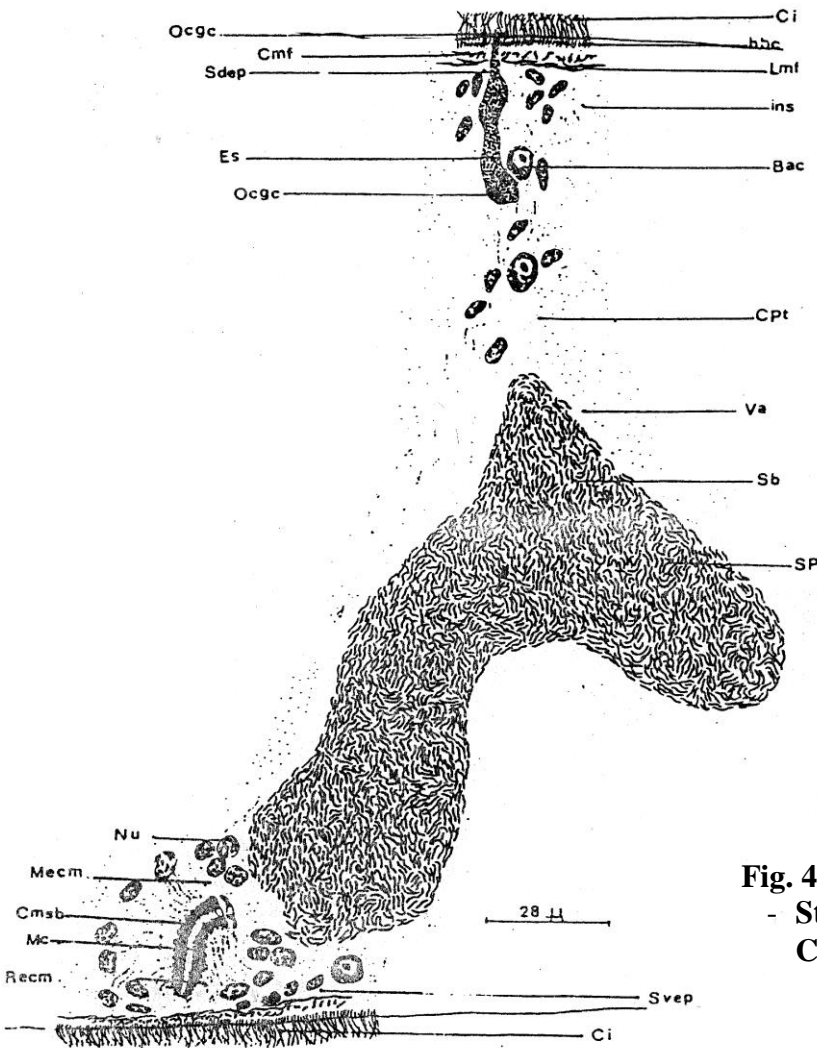 Ocgc
Ci
bbc
Cmf
Sdep
Lmf
ins
Es
Bac
Ocgc
CPt
Va
Sb
SP
Nu
Mecm
Cmsb
Mc
Recm
28 µ
Svep
Ci
Fig. 4
- St
C